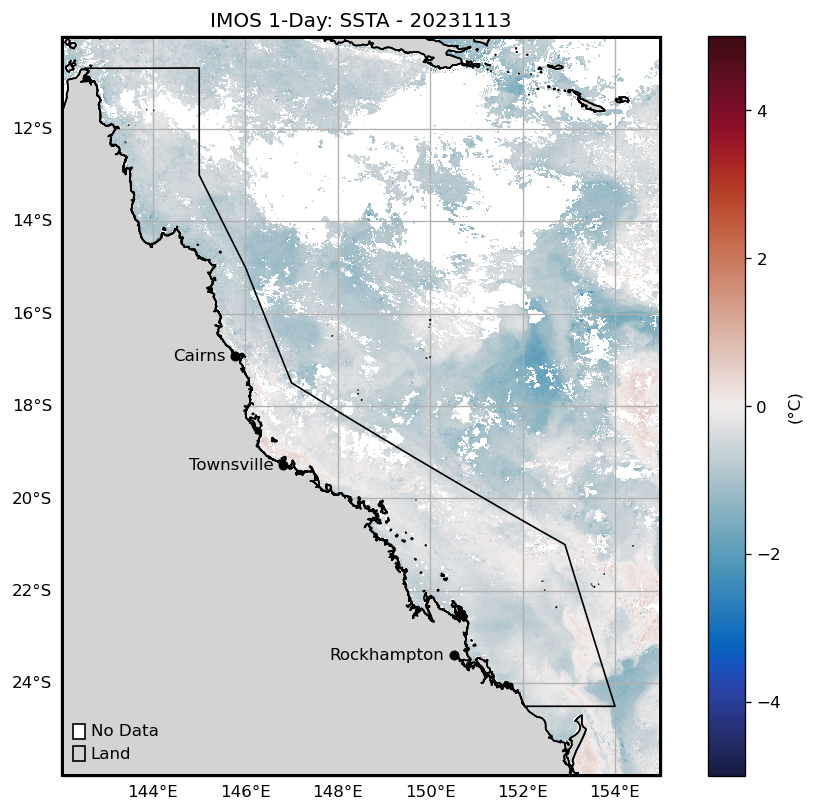 IMOS 1-Day: SSTA - 20231113
12°S
14°S
16°S
18°S
20°S
22°S
24°S
Cairns
Townsville
Rockhampton
No Data
Land
144°E 146°E 148°E 150°E 152°E 154°E
4
2
0
−2
−4
(°C)